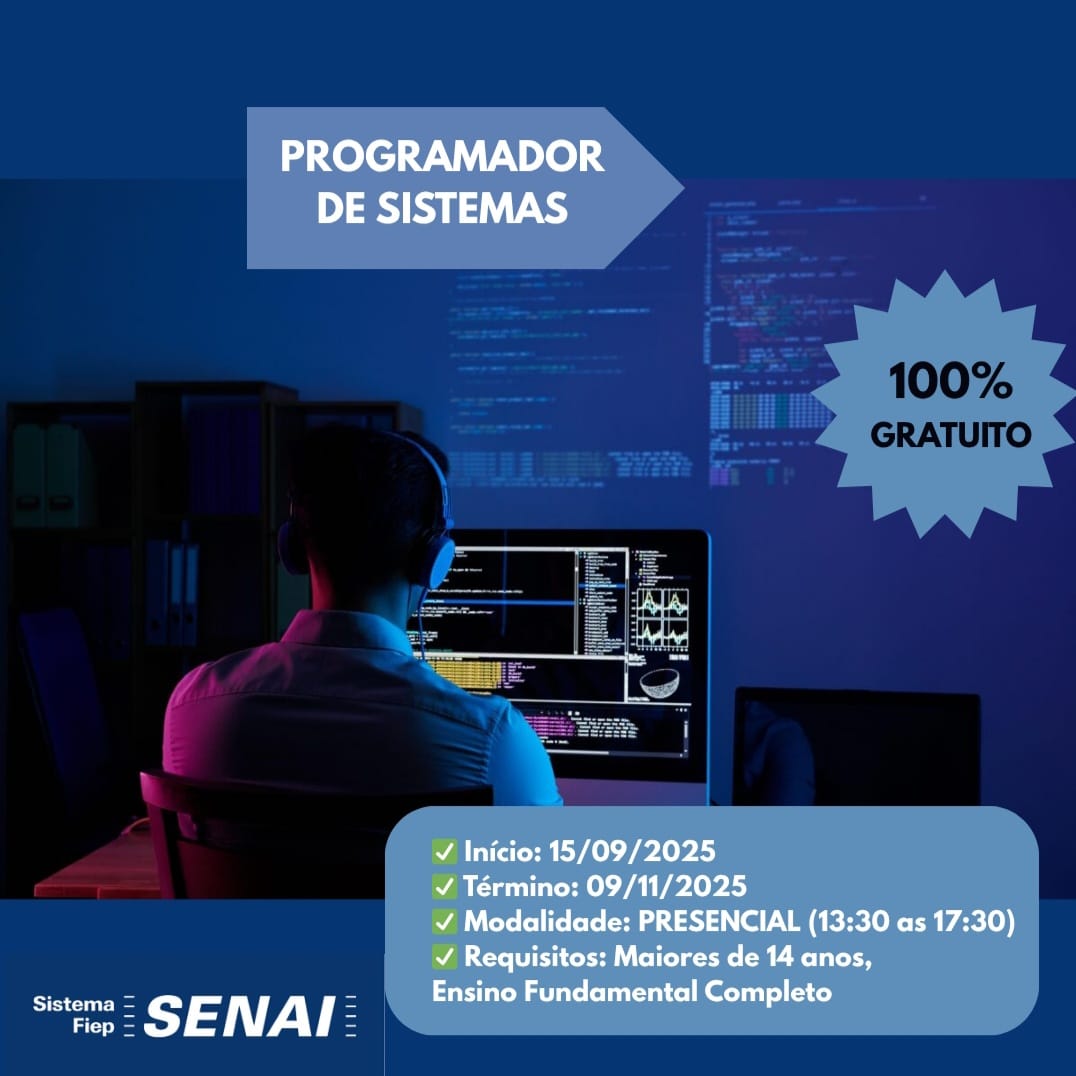 PROGRAMADOR
DE SISTEMAS
100%
GRATUITO
✅ Início: 15/09/2025
✅ Término: 09/11/2025
✅ Modalidade: PRESENCIAL (13:30 as 17:30)
✅ Requisitos: Maiores de 14 anos,
Ensino Fundamental Completo
Sistema
Fiep
SENAI